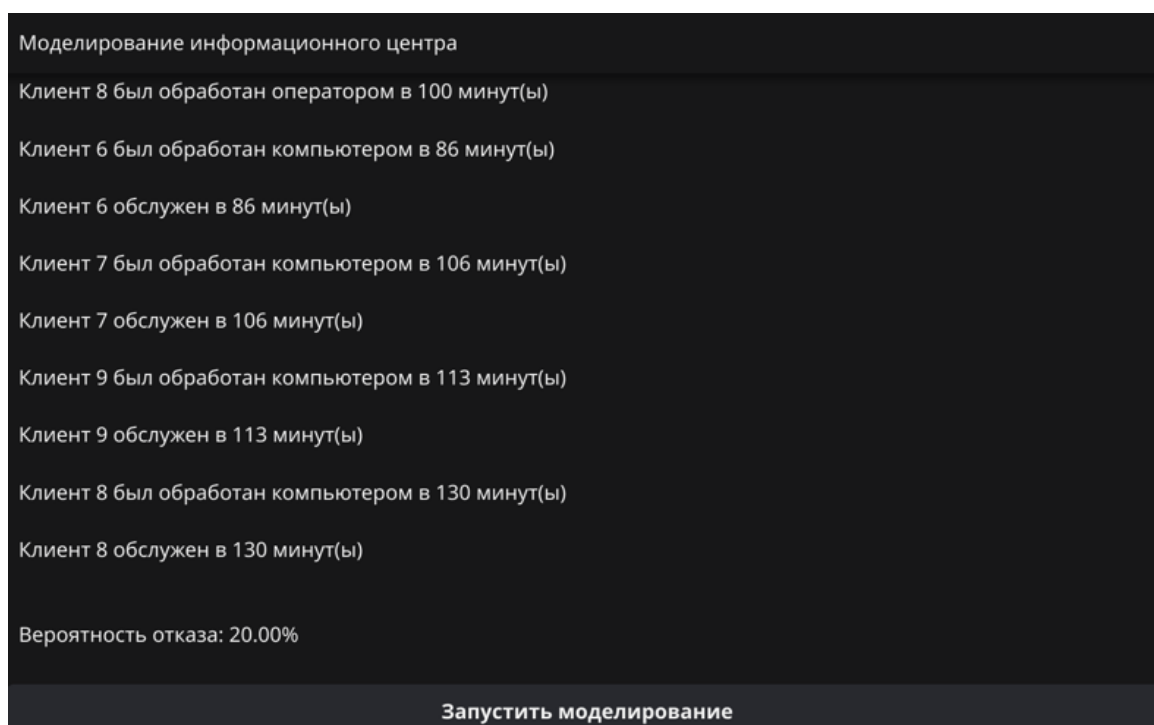 Моделирование информационного центра
Клиент 8 был обработан оператором в 100 минут(ы)
Клиент 6 был обработан компьютером в 86 минут(ы)
Клиент 6 обслужен в 86 минут(ы)
Клиент 7 был обработан компьютером в 106 минут(ы)
Клиент 7 обслужен в 106 минут(ы)
Клиент 9 был обработан компьютером в 113 минут(ы)
Клиент 9 обслужен в 113 минут(ы)
Клиент 8 был обработан компьютером в 130 минут(ы)
Клиент 8 обслужен в 130 минут(ы)
Вероятность отказа: 20.00%
Запустить моделирование